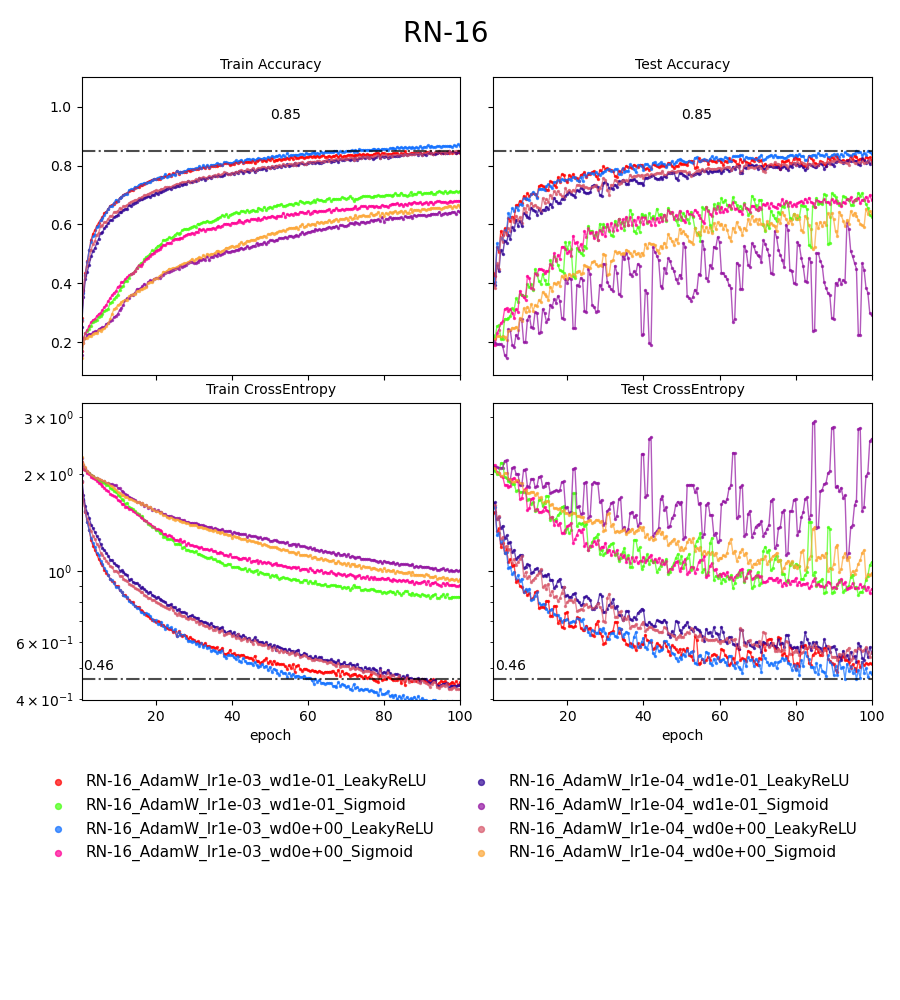 RN-16
Train Accuracy
Test Accuracy
1.0
0.8
0.6
0.4
0.2
0.85
0.85
Train CrossEntropy
Test CrossEntropy
3 × 10⁰
2 × 10⁰
10⁰
6 × 10⁻¹
4 × 10⁻¹
0.46
0.46
20 40 60 80 100
20 40 60 80 100
epoch
epoch
RN-16_AdamW_lr1e-03_wd1e-01_LeakyReLU
RN-16_AdamW_lr1e-03_wd1e-01_Sigmoid
RN-16_AdamW_lr1e-03_wd0e+00_LeakyReLU
RN-16_AdamW_lr1e-03_wd0e+00_Sigmoid
RN-16_AdamW_lr1e-04_wd1e-01_LeakyReLU
RN-16_AdamW_lr1e-04_wd1e-01_Sigmoid
RN-16_AdamW_lr1e-04_wd0e+00_LeakyReLU
RN-16_AdamW_lr1e-04_wd0e+00_Sigmoid